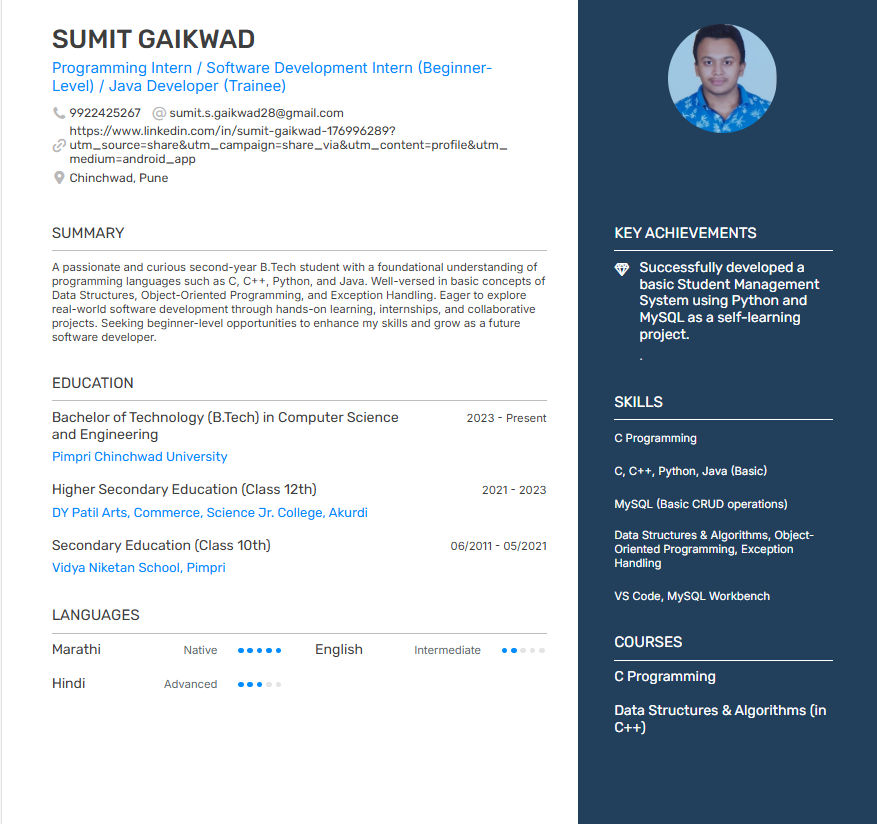 SUMIT GAIKWAD
Programming Intern / Software Development Intern (Beginner-
Level) / Java Developer (Trainee)
9922425267 sumit.s.gaikwad28@gmail.com
https://www.linkedin.com/in/sumit-gaikwad-176996289?
utm_source=share&utm_campaign=share_via&utm_content=profile&utm_
medium=android_app
Chinchwad, Pune
SUMMARY
A passionate and curious second-year B.Tech student with a foundational understanding of
programming languages such as C, C++, Python, and Java. Well-versed in basic concepts of
Data Structures, Object-Oriented Programming, and Exception Handling. Eager to explore
real-world software development through hands-on learning, internships, and collaborative
projects. Seeking beginner-level opportunities to enhance my skills and grow as a future
software developer.
EDUCATION
Bachelor of Technology (B.Tech) in Computer Science 2023 - Present
and Engineering
Pimpri Chinchwad University
Higher Secondary Education (Class 12th) 2021 - 2023
DY Patil Arts, Commerce, Science Jr. College, Akurdi
Secondary Education (Class 10th) 06/2011 - 05/2021
Vidya Niketan School, Pimpri
LANGUAGES
Marathi Native English Intermediate
Hindi Advanced
KEY ACHIEVEMENTS
Successfully developed a
basic Student Management
System using Python and
MySQL as a self-learning
project.
.
SKILLS
C Programming
C, C++, Python, Java (Basic)
MySQL (Basic CRUD operations)
Data Structures & Algorithms, Object-
Oriented Programming, Exception
Handling
VS Code, MySQL Workbench
COURSES
C Programming
Data Structures & Algorithms (in
C++)